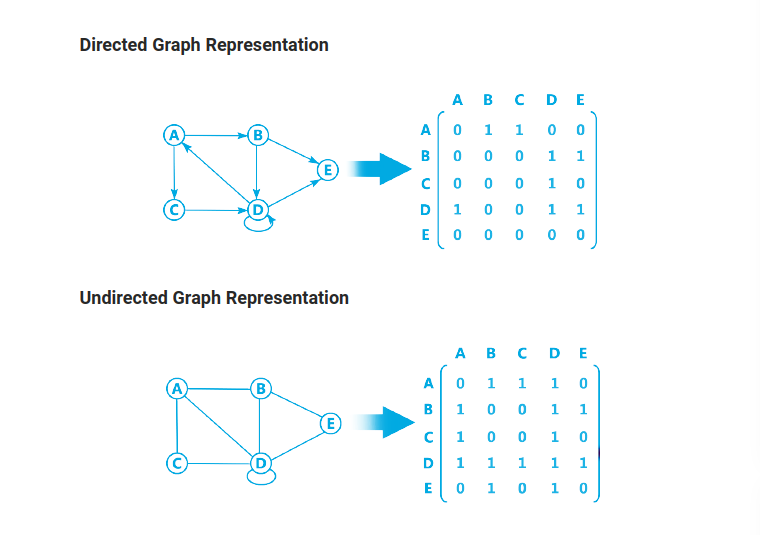 Directed Graph Representation
A B C D E
A B E C D
A 0 1 1 0 0
B 0 0 0 1 1
C 0 0 0 1 0
D 1 0 0 1 1
E 0 0 0 0 0
Undirected Graph Representation
A B C D E
A B E C D
A 0 1 1 1 0
B 1 0 0 1 1
C 1 0 0 1 0
D 1 1 1 1 1
E 0 1 0 1 0